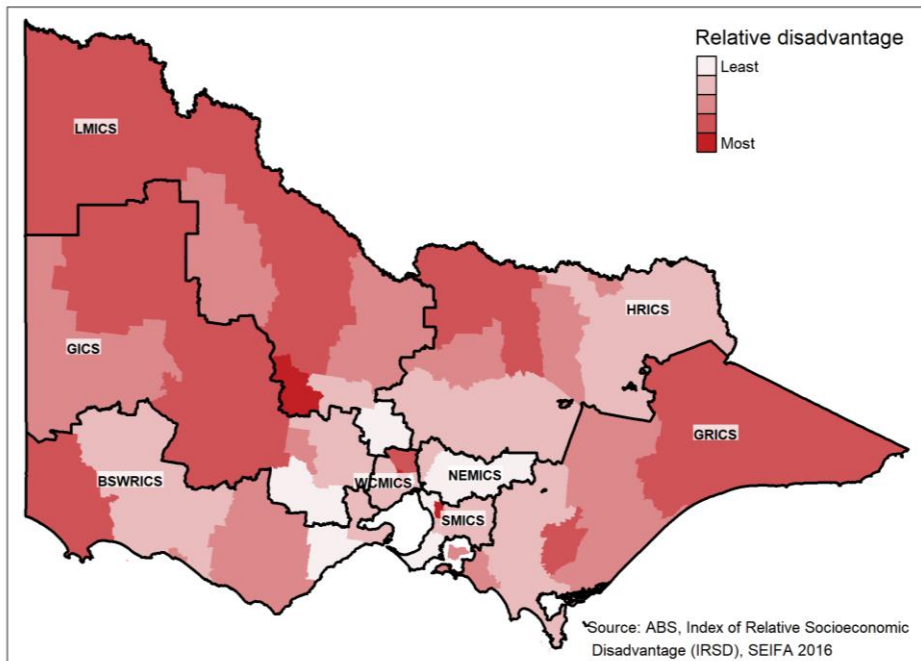 Relative disadvantage
Least
Most
LMICS
HRICS
GICS
GRICS
BSWRICS
WCMICS
NEMICS
SMICS
Source: ABS, Index of Relative Socioeconomic
Disadvantage (IRSD), SEIFA 2016